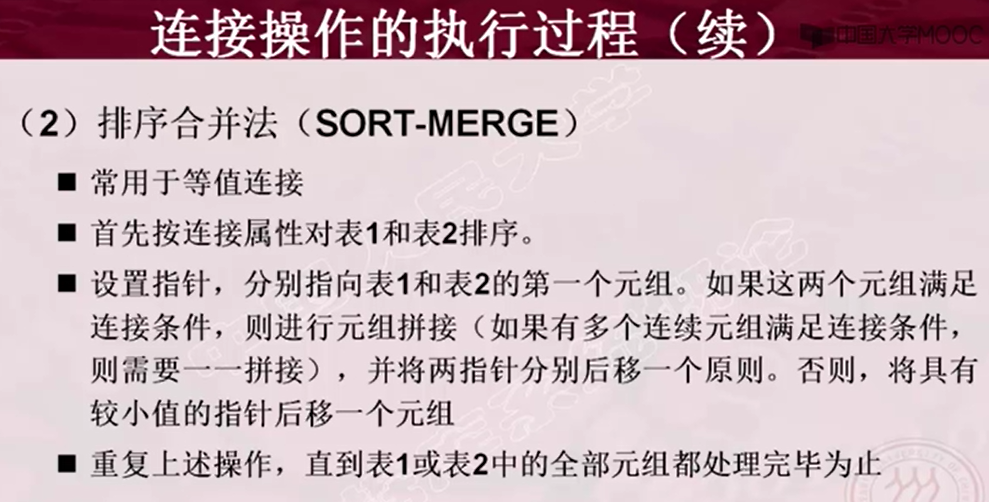 连接操作的执行过程（续）
中国大学MOOC
（2）排序合并法（SORT-MERGE）
■ 常用于等值连接
■ 首先按连接属性对表1和表2排序。
■ 设置指针，分别指向表1和表2的第一个元组。如果这两个元组满足
连接条件，则进行元组拼接（如果有多个连续元组满足连接条件，
则需要一一拼接），并将两指针分别后移一个原则。否则，将具有
较小值的指针后移一个元组
■ 重复上述操作，直到表1或表2中的全部元组都处理完毕为止